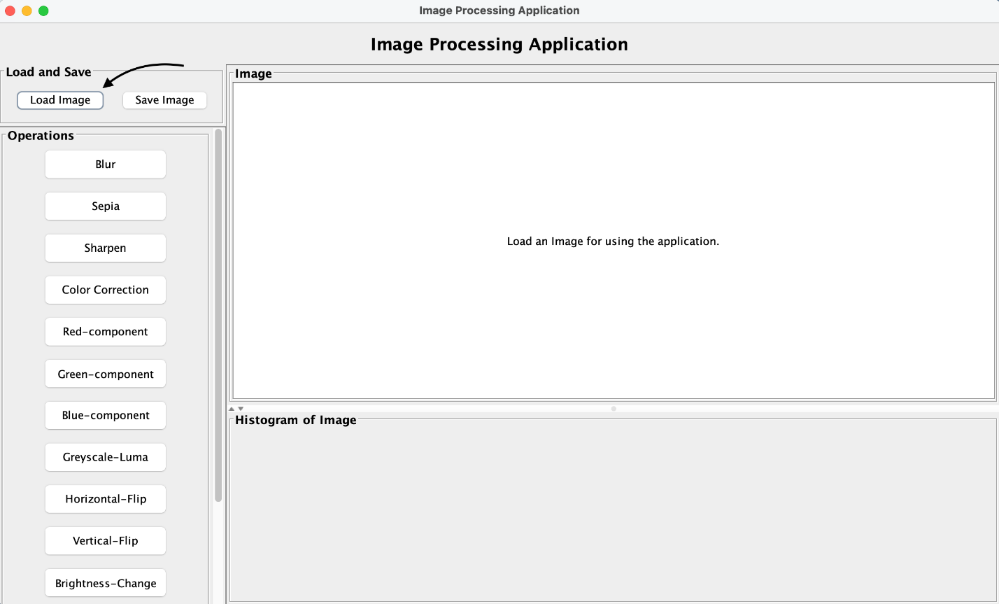 Image Processing Application
Image Processing Application
Load and Save
Load Image
Save Image
Operations
Blur
Sepia
Sharpen
Color Correction
Red-component
Green-component
Blue-component
Greyscale-Luma
Horizontal-Flip
Vertical-Flip
Brightness-Change
Image
Load an Image for using the application.
Histogram of Image